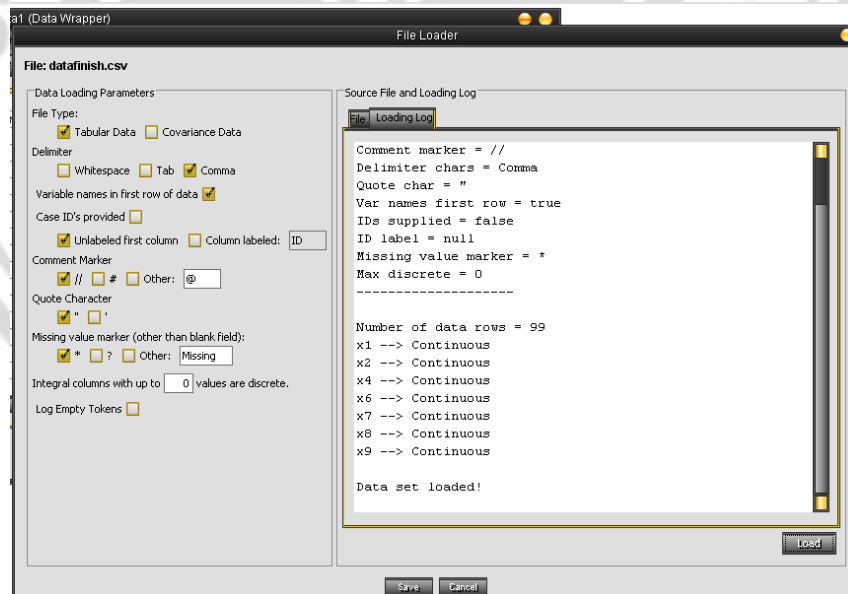 ta1 (Data Wrapper)
File Loader
File: datafinish.csv
Data Loading Parameters
File Type:
Tabular Data Covariance Data
Delimiter
Whitespace Tab Comma
Variable names in first row of data
Case ID's provided
Unlabeled first column Column labeled: ID
Comment Marker
// # Other: @
Quote Character
" '
Missing value marker (other than blank field):
* ? Other: Missing
Integral columns with up to 0 values are discrete.
Log Empty Tokens
Source File and Loading Log
File Loading Log
Comment marker = //
Delimiter chars = Comma
Quote char = "
Var names first row = true
IDs supplied = false
ID label = null
Missing value marker = *
Max discrete = 0
--------------------
Number of data rows = 99
x1 --> Continuous
x2 --> Continuous
x4 --> Continuous
x6 --> Continuous
x7 --> Continuous
x8 --> Continuous
x9 --> Continuous
Data set loaded!
Load
Save Cancel